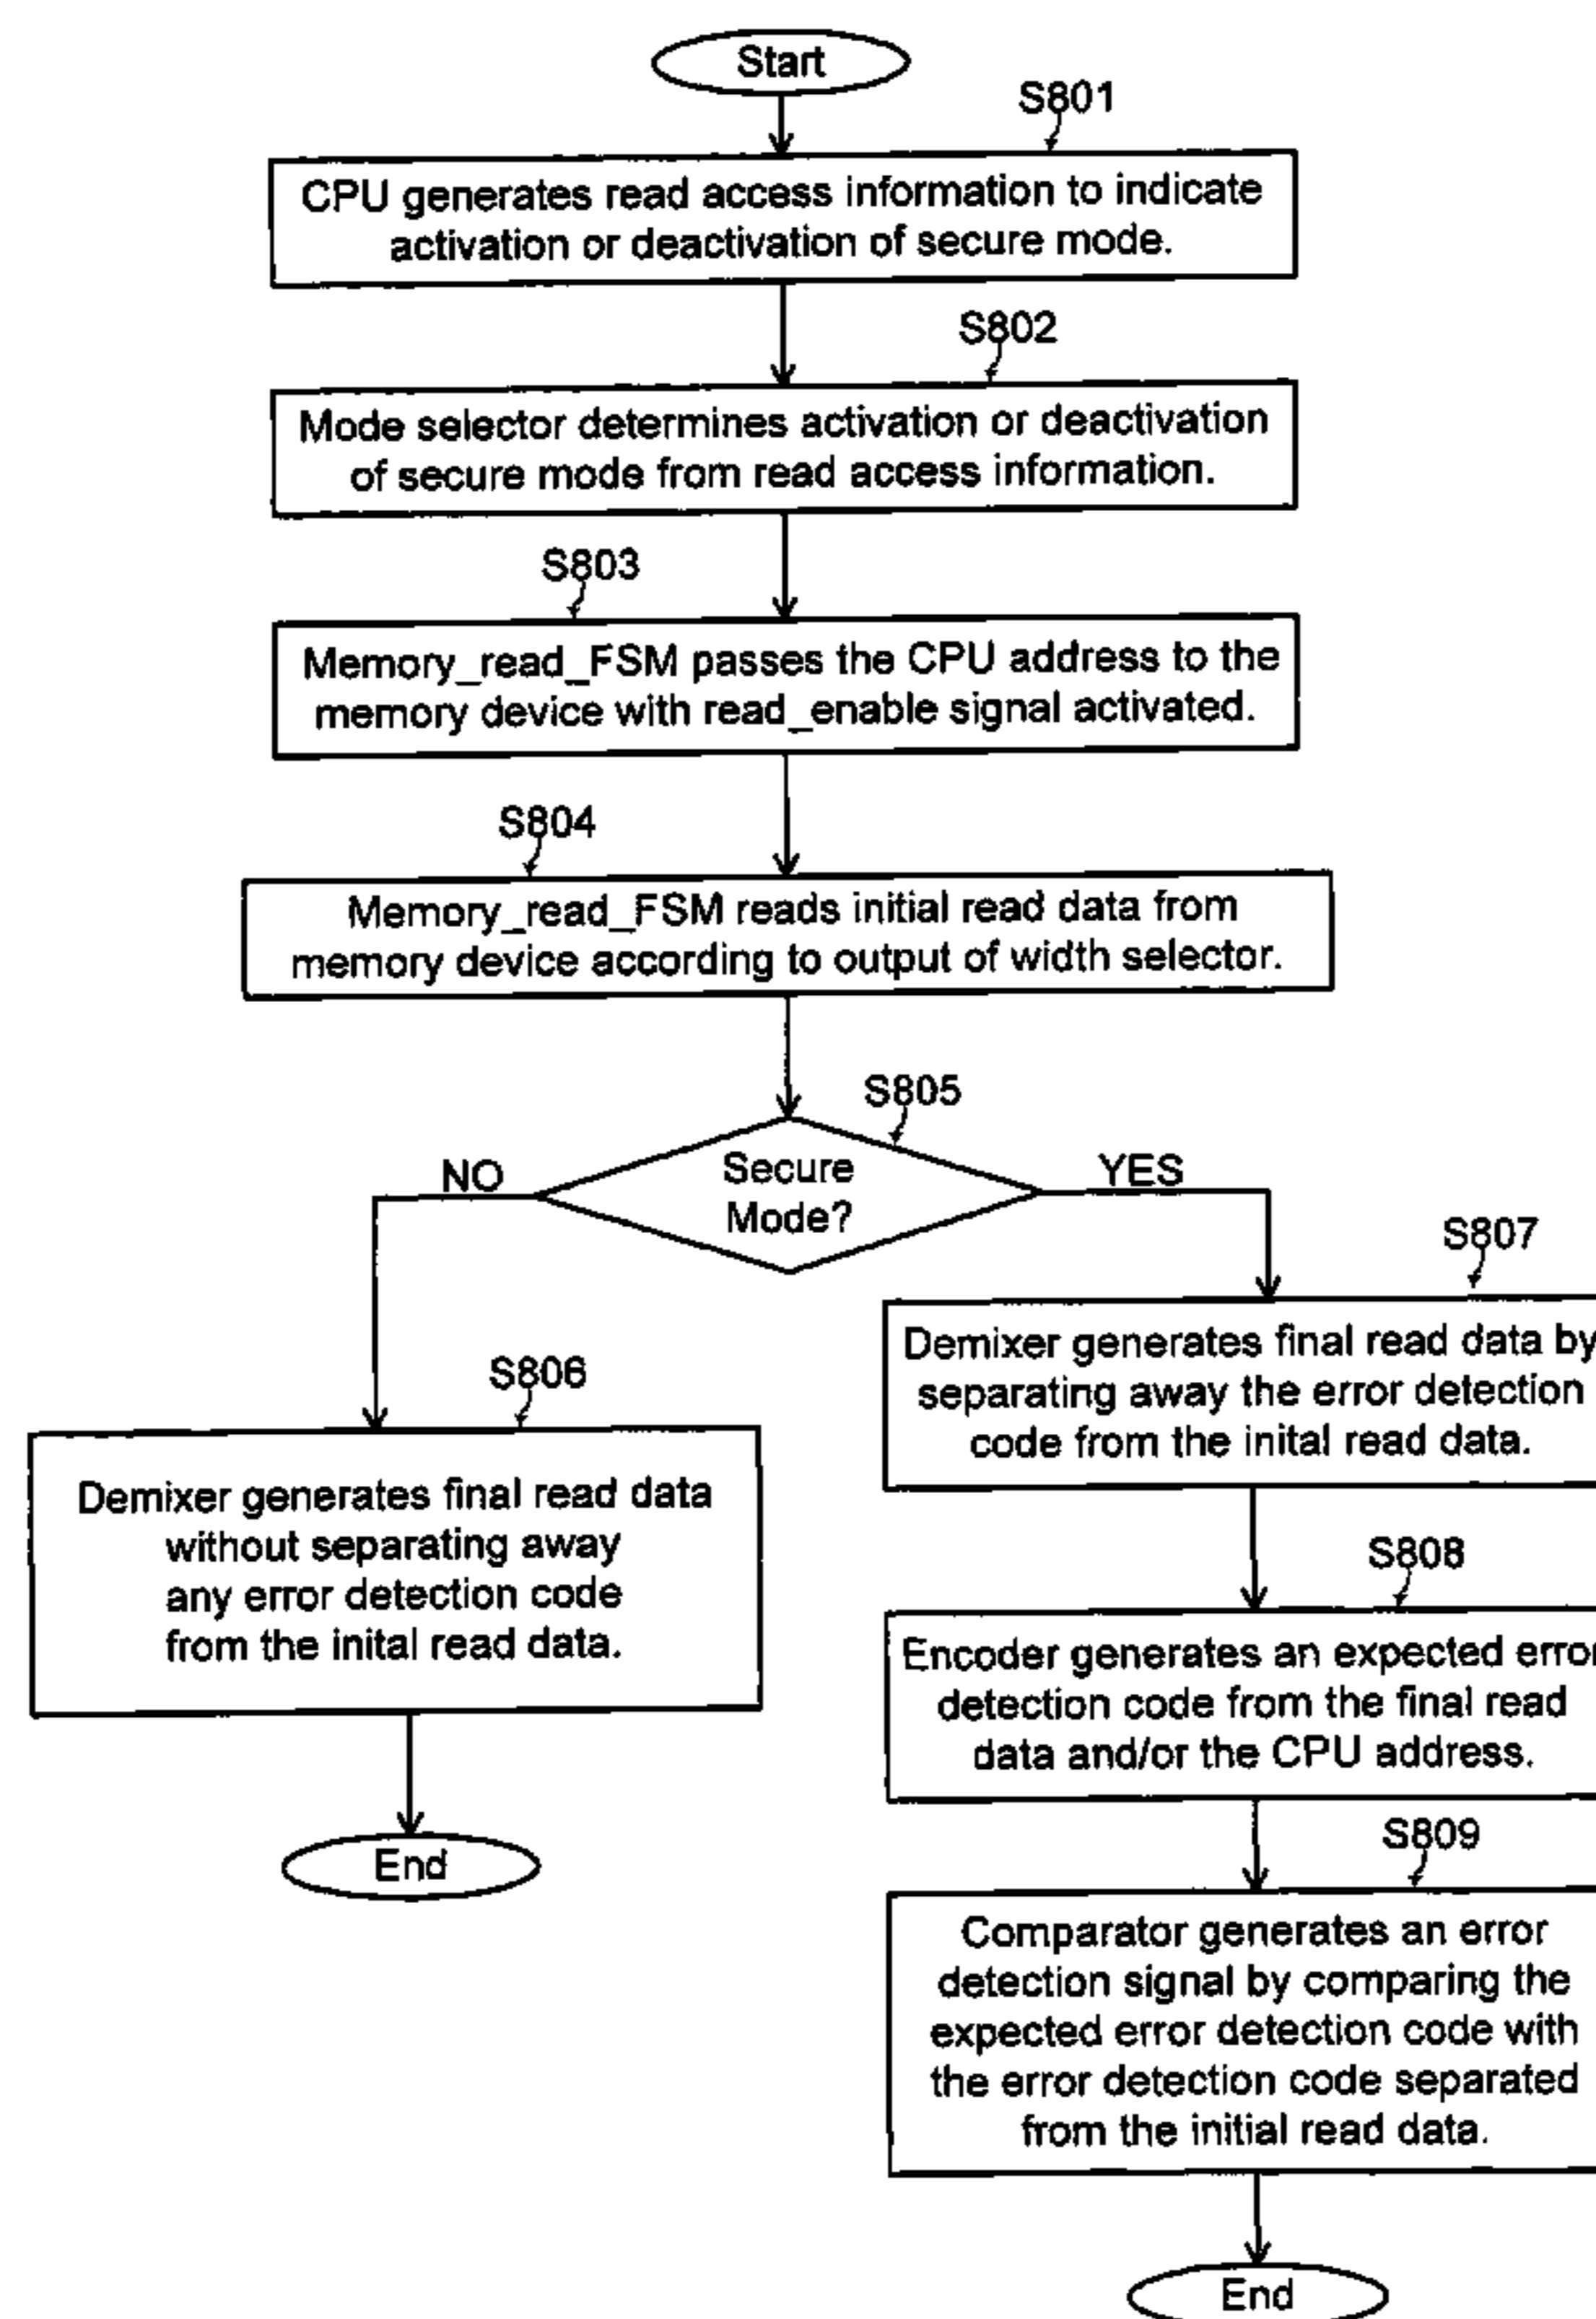 Start
S801
CPU generates read access information to indicate
activation or deactivation of secure mode.
S802
Mode selector determines activation or deactivation
of secure mode from read access information.
S803
Memory_read_FSM passes the CPU address to the
memory device with read_enable signal activated.
S804
Memory_read_FSM reads initial read data from
memory device according to output of width selector.
S805
Secure
Mode?
NO
YES
S806
Demixer generates final read data
without separating away
any error detection code
from the inital read data.
End
S807
Demixer generates final read data by
separating away the error detection
code from the inital read data.
S808
Encoder generates an expected error
detection code from the final read
data and/or the CPU address.
S809
Comparator generates an error
detection signal by comparing the
expected error detection code with
the error detection code separated
from the initial read data.
End